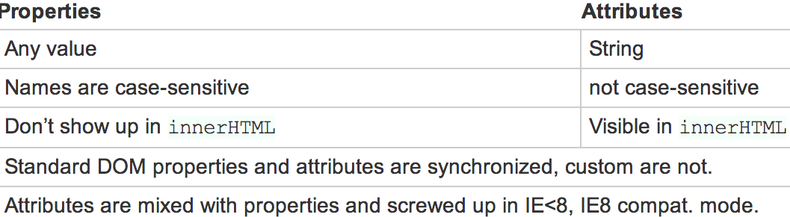 Properties Attributes
Any value String
Names are case-sensitive not case-sensitive
Don’t show up in innerHTML Visible in innerHTML
Standard DOM properties and attributes are synchronized, custom are not.
Attributes are mixed with properties and screwed up in IE<8, IE8 compat. mode.